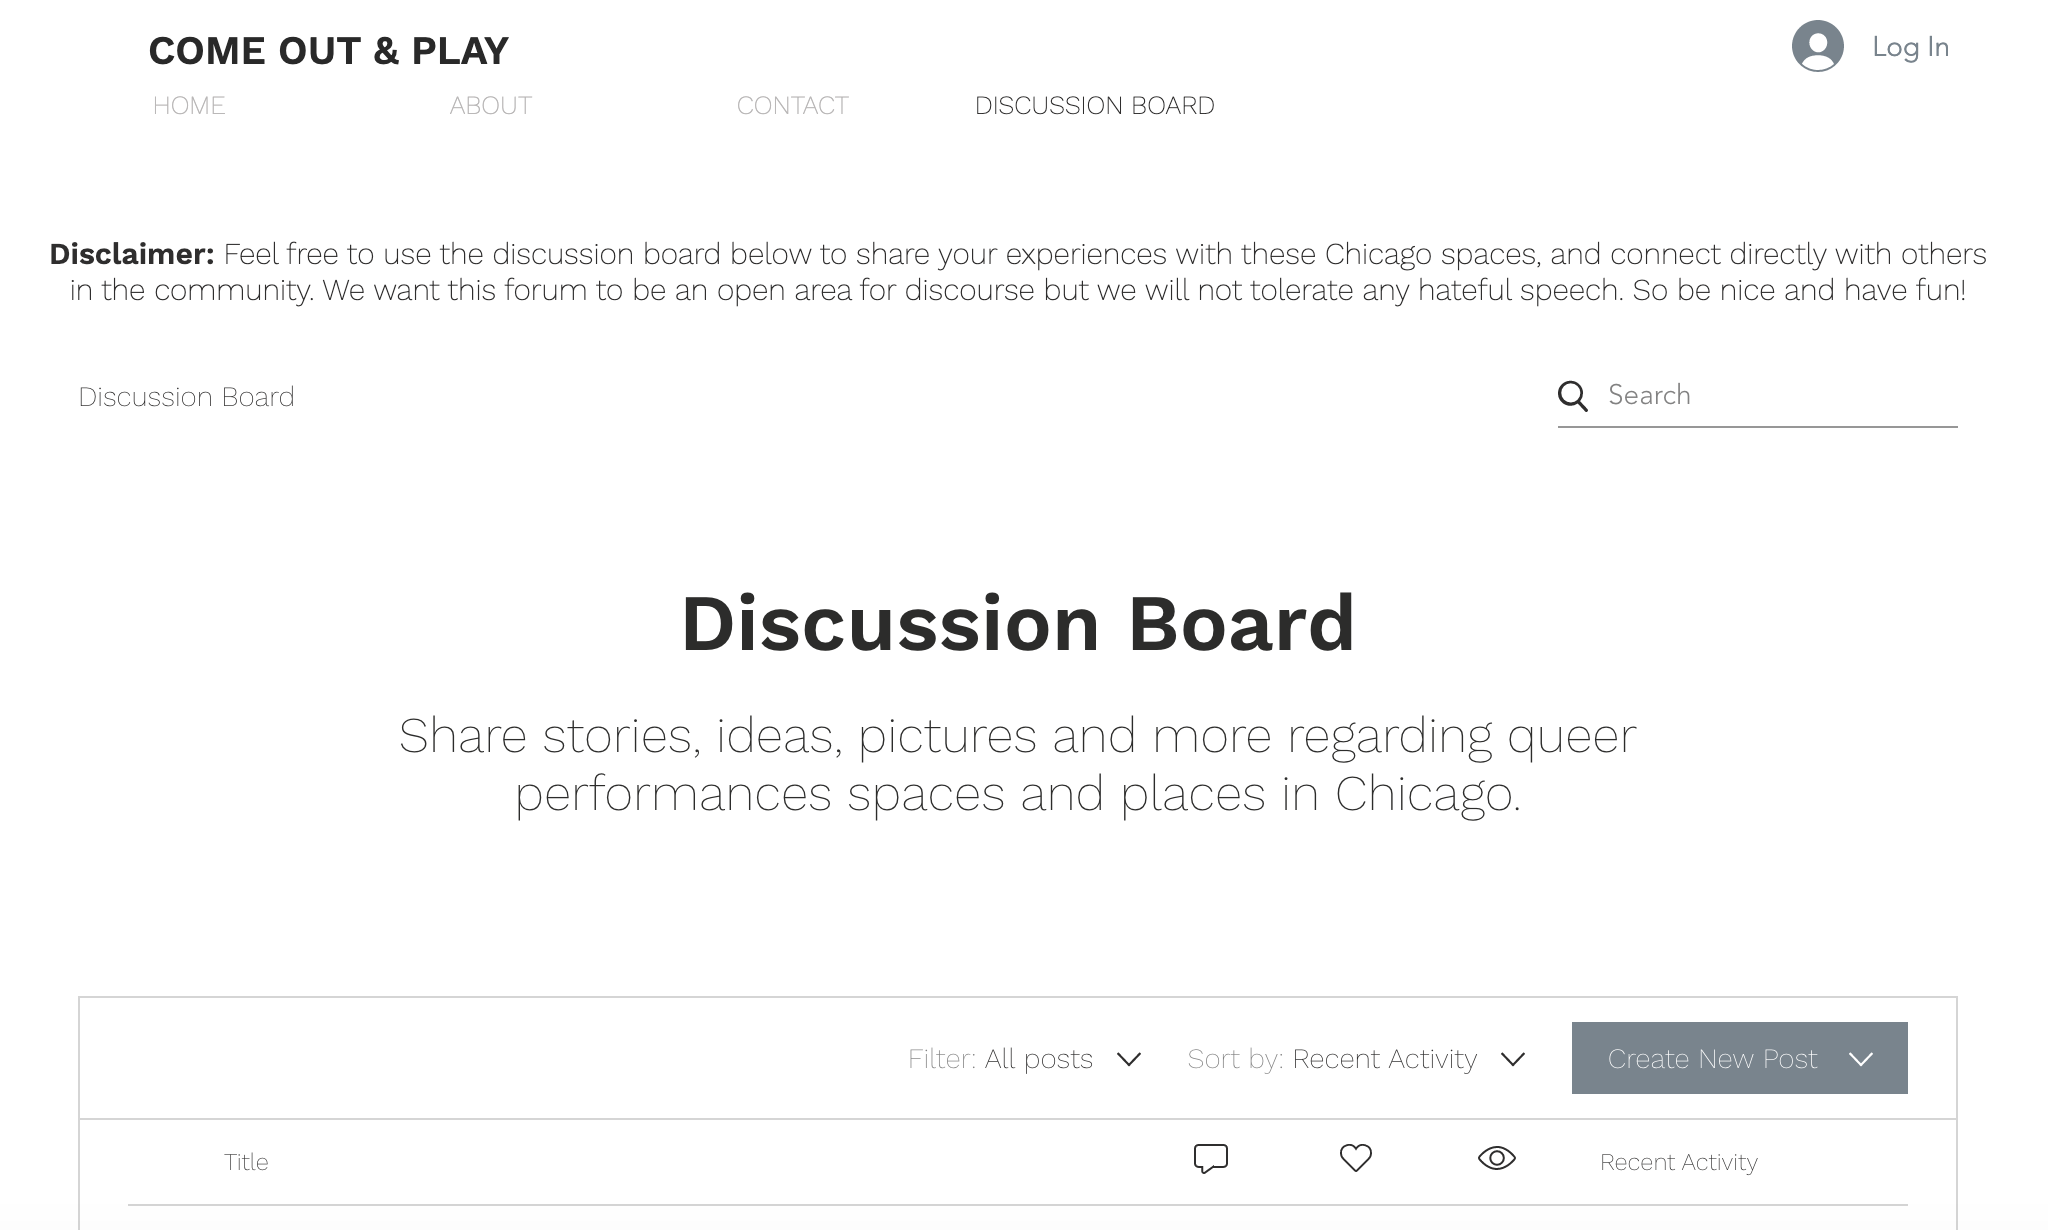 COME OUT & PLAY
Log In
HOME ABOUT CONTACT DISCUSSION BOARD
Disclaimer: Feel free to use the discussion board below to share your experiences with these Chicago spaces, and connect directly with others
in the community. We want this forum to be an open area for discourse but we will not tolerate any hateful speech. So be nice and have fun!
Discussion Board
Search
Discussion Board
Share stories, ideas, pictures and more regarding queer
performances spaces and places in Chicago.
Filter: All posts Sort by: Recent Activity Create New Post
Title Recent Activity